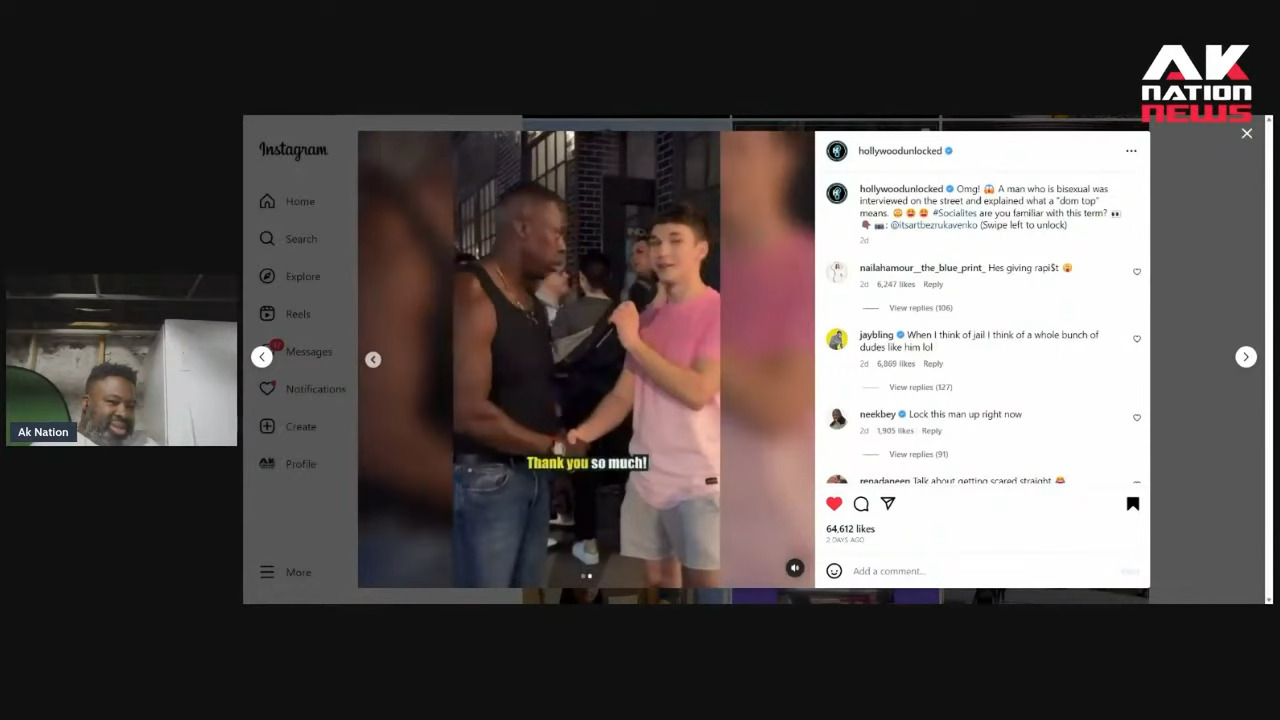 AK
NATION
NEWS
Instagram
Home
Search
Explore
Reels
Messages
Notifications
Create
Profile
More
Ak Nation
Thank you so much!
hollywoodunlocked
hollywoodunlocked Omg! 😱 A man who is bisexual was
interviewed on the street and explained what a "dom top"
means. #Socialites are you familiar with this term? 👀
📷: @itsartbezrukavenko (Swipe left to unlock)
2d
nailahamour__the_blue_print_ Hes giving rapi$t
2d 6,247 likes Reply
View replies (106)
jaybling When I think of jail I think of a whole bunch of
dudes like him lol
2d 6,869 likes Reply
View replies (127)
neekbey Lock this man up right now
2d 1,905 likes Reply
View replies (91)
renadaneen Talk about getting scared straight 😂
64,612 likes
2 DAYS AGO
Add a comment...